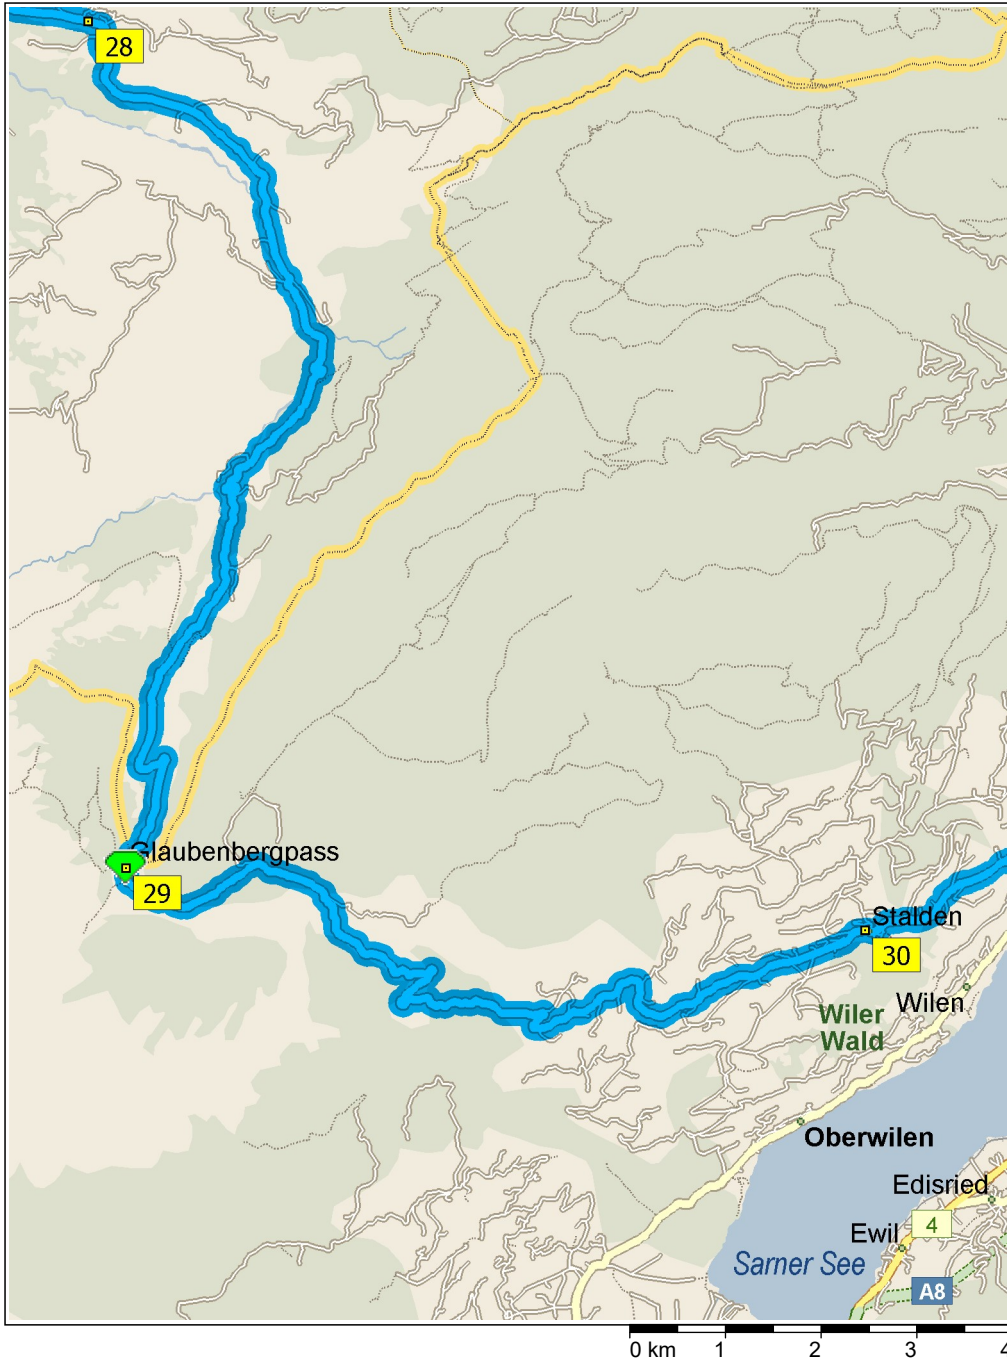 28
Glaubenbergpass
29
Stalden
30
Wilen
Wiler
Wald
Oberwilen
Edisried
4
Ewil
Sarner See
A8
0 km 1 2 3 4